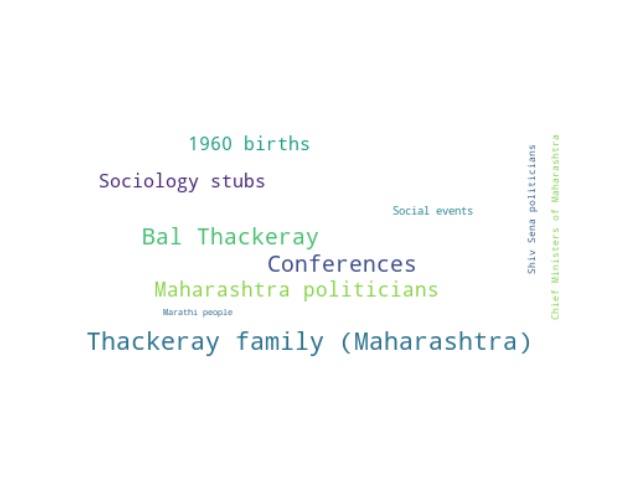 1960 births
Sociology stubs
Social events
Bal Thackeray
Conferences
Maharashtra politicians
Marathi people
Thackeray family (Maharashtra)
Shiv Sena politicians
Chief Ministers of Maharashtra